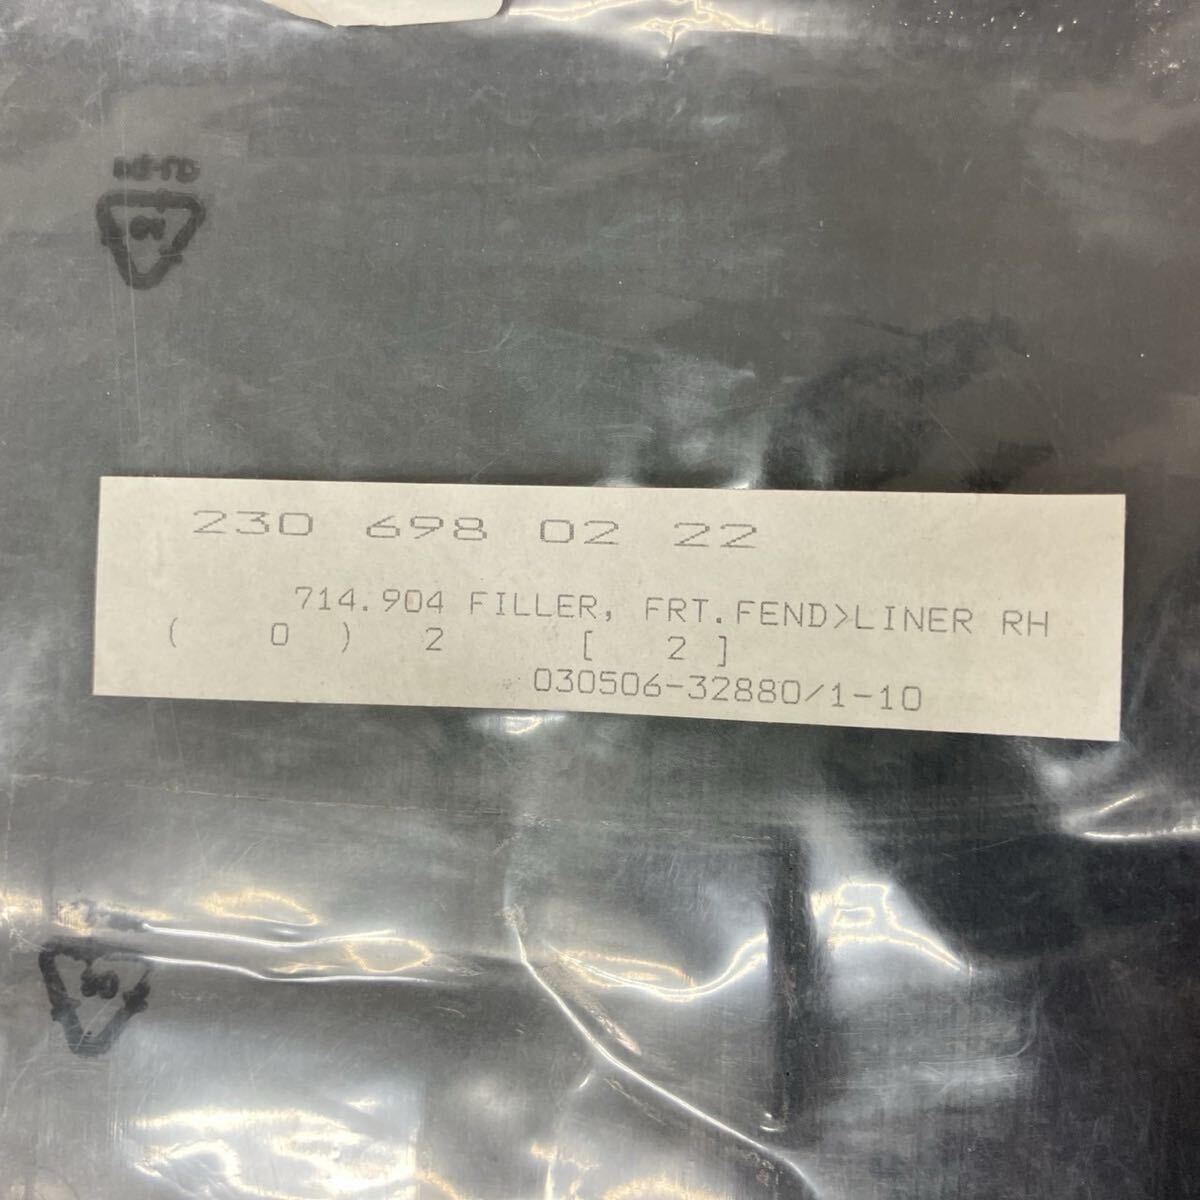 230 698 02 22
714.904 FILLER, FRT.FEND>LINER RH
( 0 ) 2 [ 2 ]
030506-32880/1-10